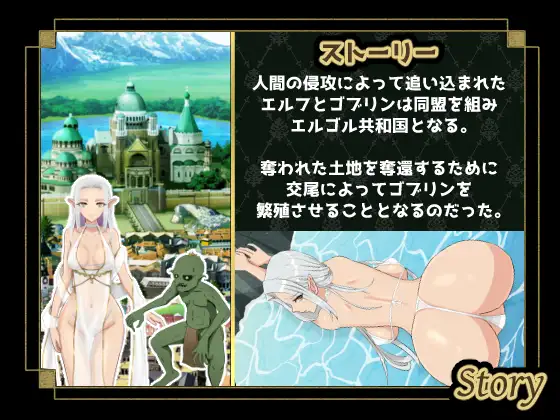 ストーリー
人間の侵攻によって追い込まれた
エルフとゴブリンは同盟を組み
エルゴル共和国となる。
奪われた土地を奪還するために
交尾によってゴブリンを
繁殖させることとなるのだった。
Story